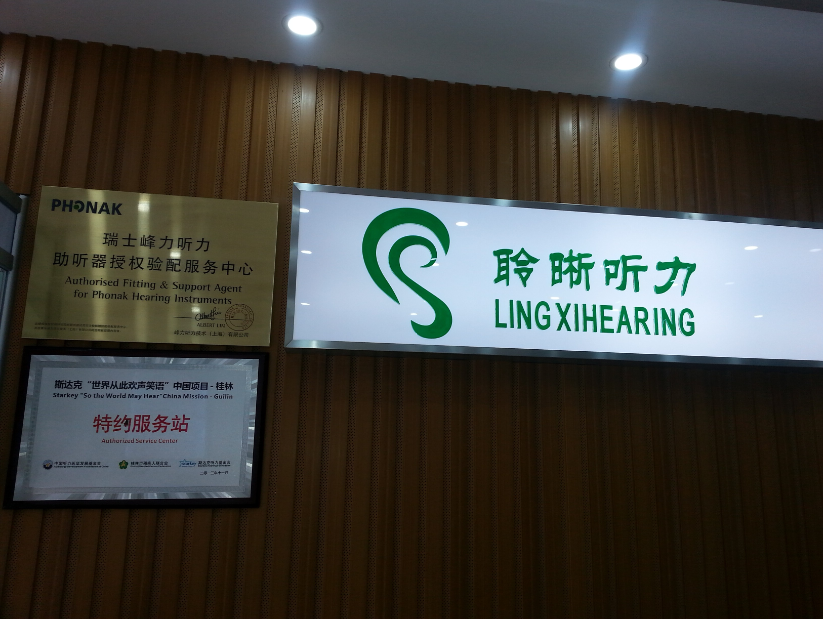 PHONAK
瑞士峰力听力
助听器授权验配服务中心
Authorised Fitting & Support Agent
for Phonak Hearing Instruments
聆晰听力
LINGXIHEARING
斯达克“世界从此欢声笑语”中国项目-桂林
Starkey "So the World May Hear" China Mission - Guilin
特约服务站
Authorized Service Center